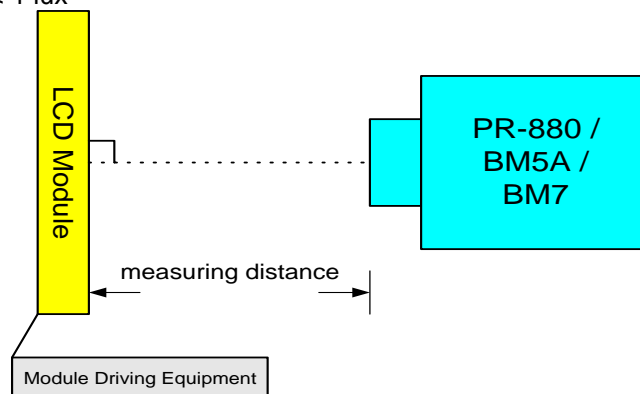 LCD Module
PR-880 /
BM5A /
BM7
measuring distance
Module Driving Equipment